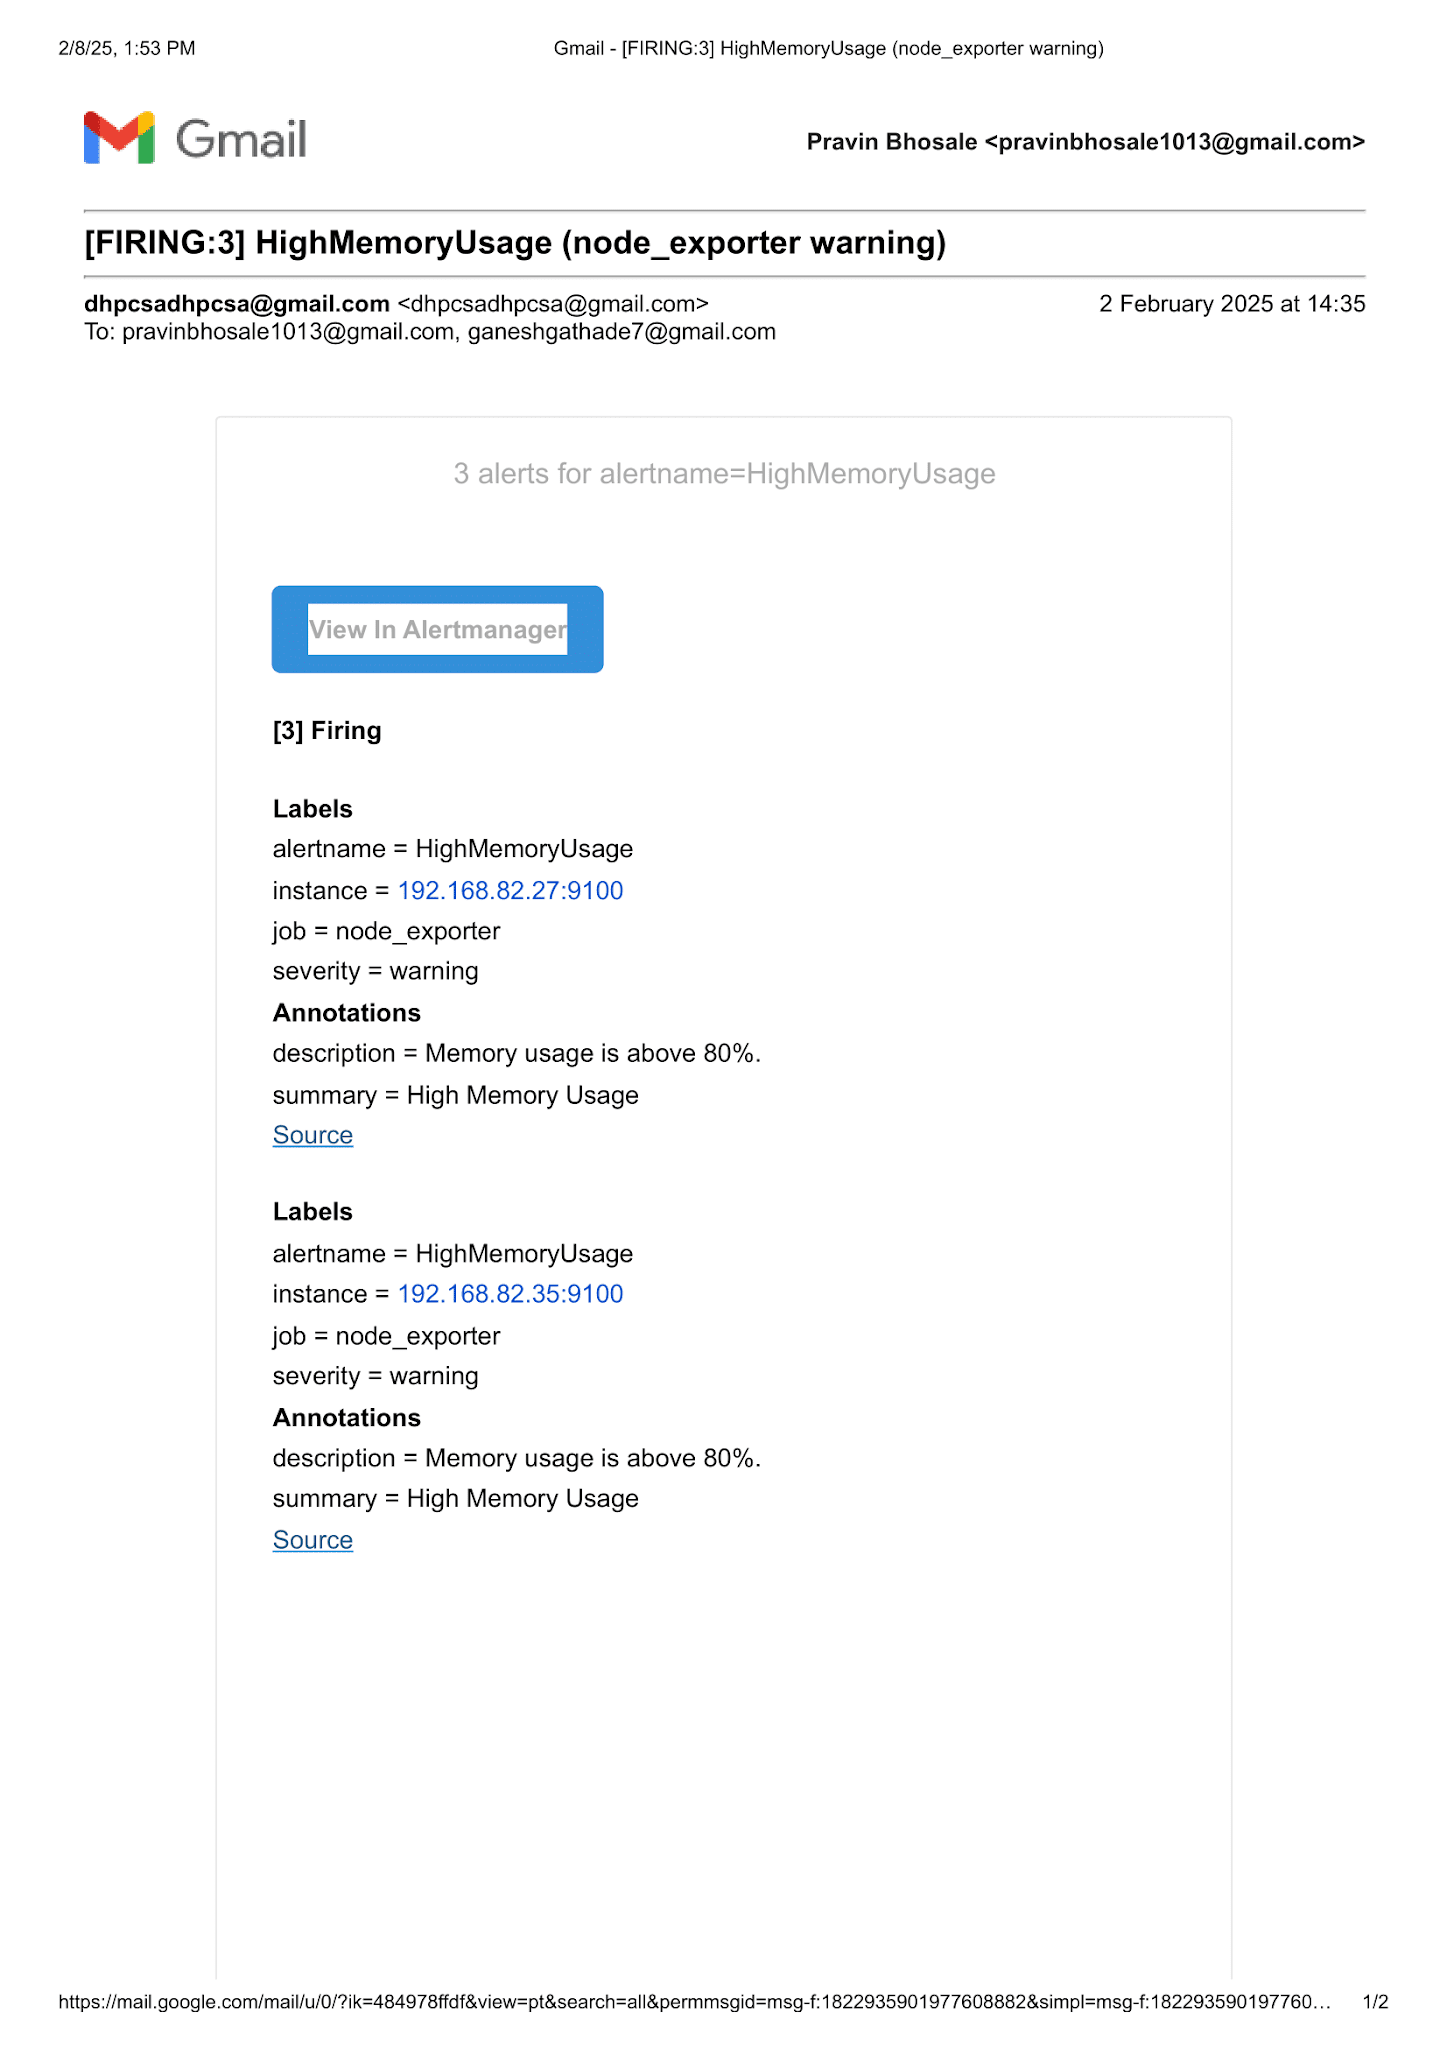 2/8/25, 1:53 PM
Gmail - [FIRING:3] HighMemoryUsage (node_exporter warning)
Gmail
Pravin Bhosale <pravinbhosale1013@gmail.com>
[FIRING:3] HighMemoryUsage (node_exporter warning)
dhpcsadhpcsa@gmail.com <dhpcsadhpcsa@gmail.com>
2 February 2025 at 14:35
To: pravinbhosale1013@gmail.com, ganeshgathade7@gmail.com
3 alerts for alertname=HighMemoryUsage
View In Alertmanager
[3] Firing
Labels
alertname = HighMemoryUsage
instance = 192.168.82.27:9100
job = node_exporter
severity = warning
Annotations
description = Memory usage is above 80%.
summary = High Memory Usage
Source
Labels
alertname = HighMemoryUsage
instance = 192.168.82.35:9100
job = node_exporter
severity = warning
Annotations
description = Memory usage is above 80%.
summary = High Memory Usage
Source
https://mail.google.com/mail/u/0/?ik=484978ffdf&view=pt&search=all&permmsgid=msg-f:1822935901977608882&simpl=msg-f:182293590197760…
1/2